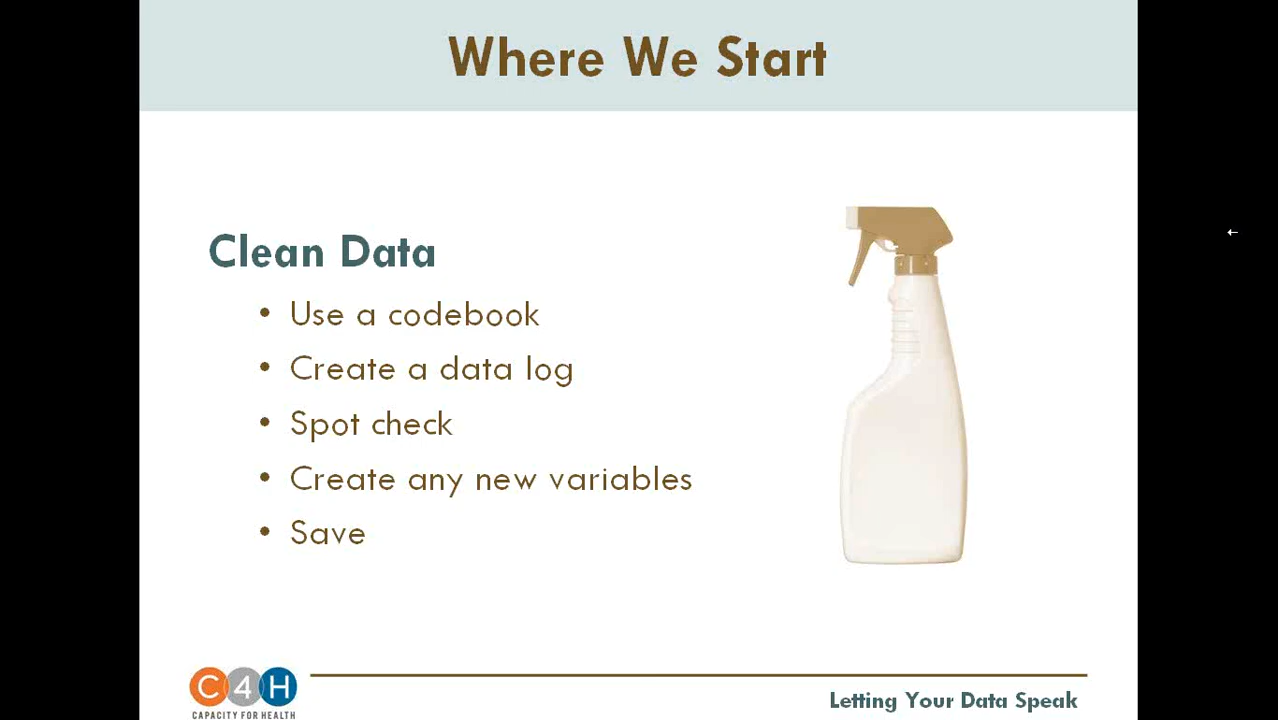 Where We Start
Clean Data
• Use a codebook
• Create a data log
• Spot check
• Create any new variables
• Save
C4H
CAPACITY FOR HEALTH
Letting Your Data Speak